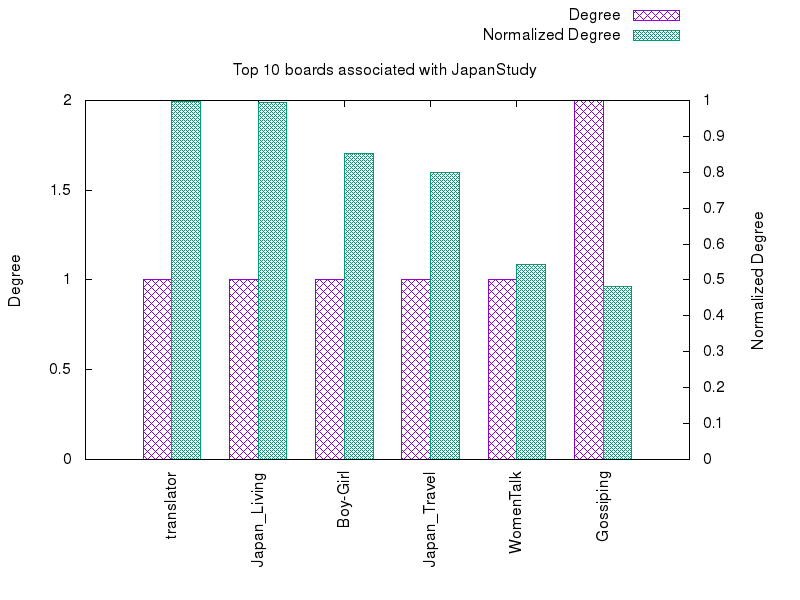 Degree
Normalized Degree
Top 10 boards associated with JapanStudy
2
1.5
1
0.5
0
1
0.9
0.8
0.7
0.6
0.5
0.4
0.3
0.2
0.1
0
Degree
Normalized Degree
translator
Japan_Living
Boy-Girl
Japan_Travel
WomenTalk
Gossiping